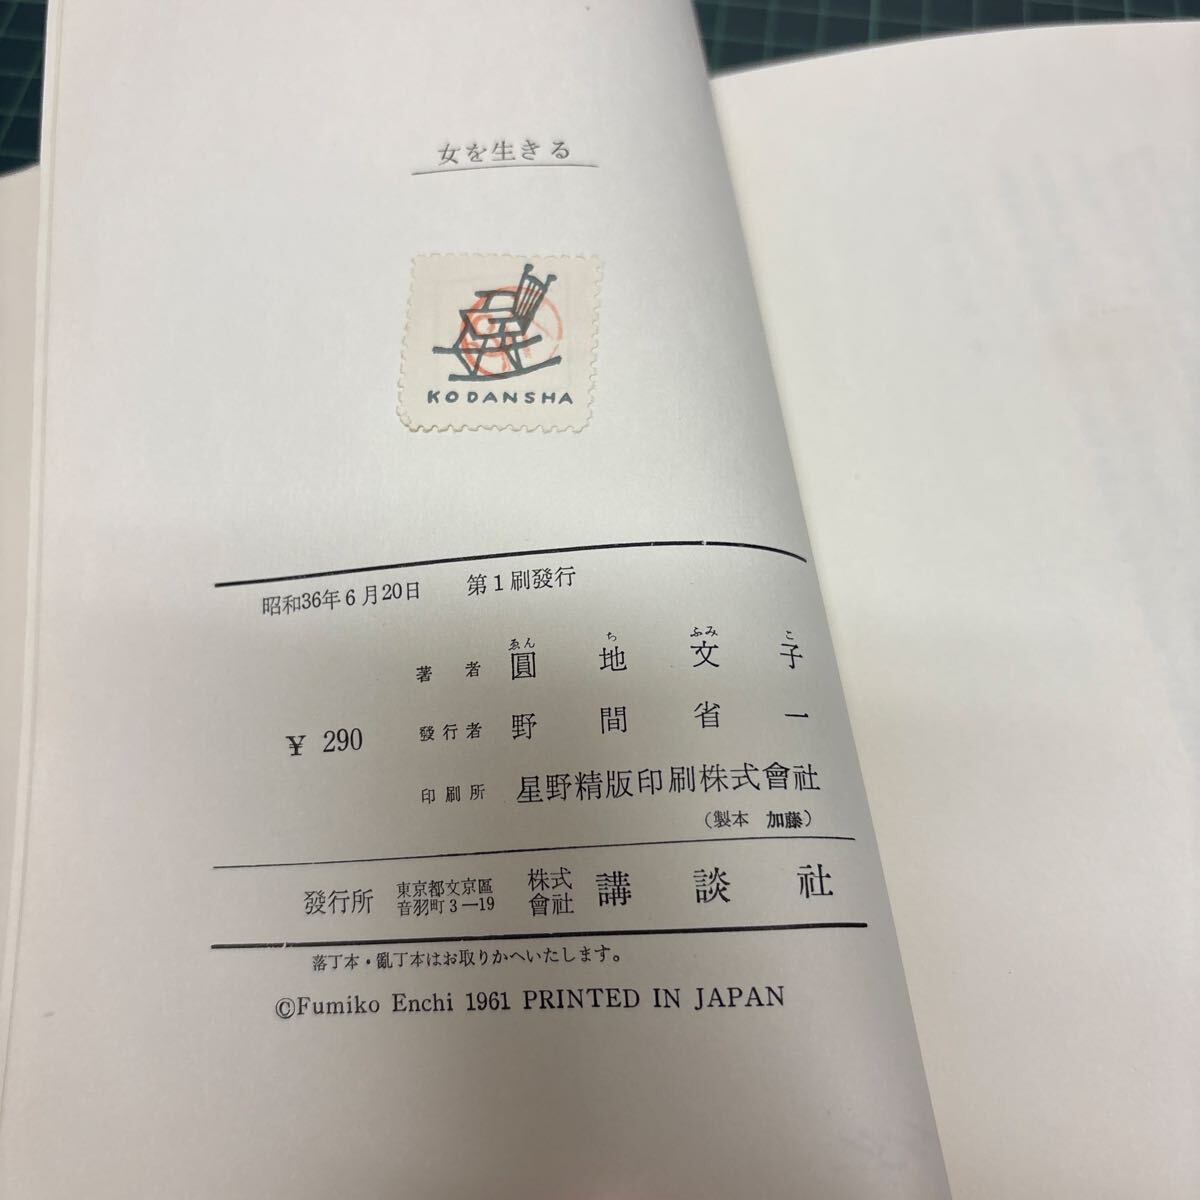 女を生きる
KODANSHA
昭和36年6月20日 第1刷發行
ゑん ち ふみ こ
著者 圓地文子
¥ 290
發行者 野間省一
印刷所 星野精版印刷株式會社
(製本 加藤)
發行所 東京都文京區音羽町3―19 株式會社 講談社
落丁本・亂丁本はお取りかへいたします。
©Fumiko Enchi 1961 PRINTED IN JAPAN